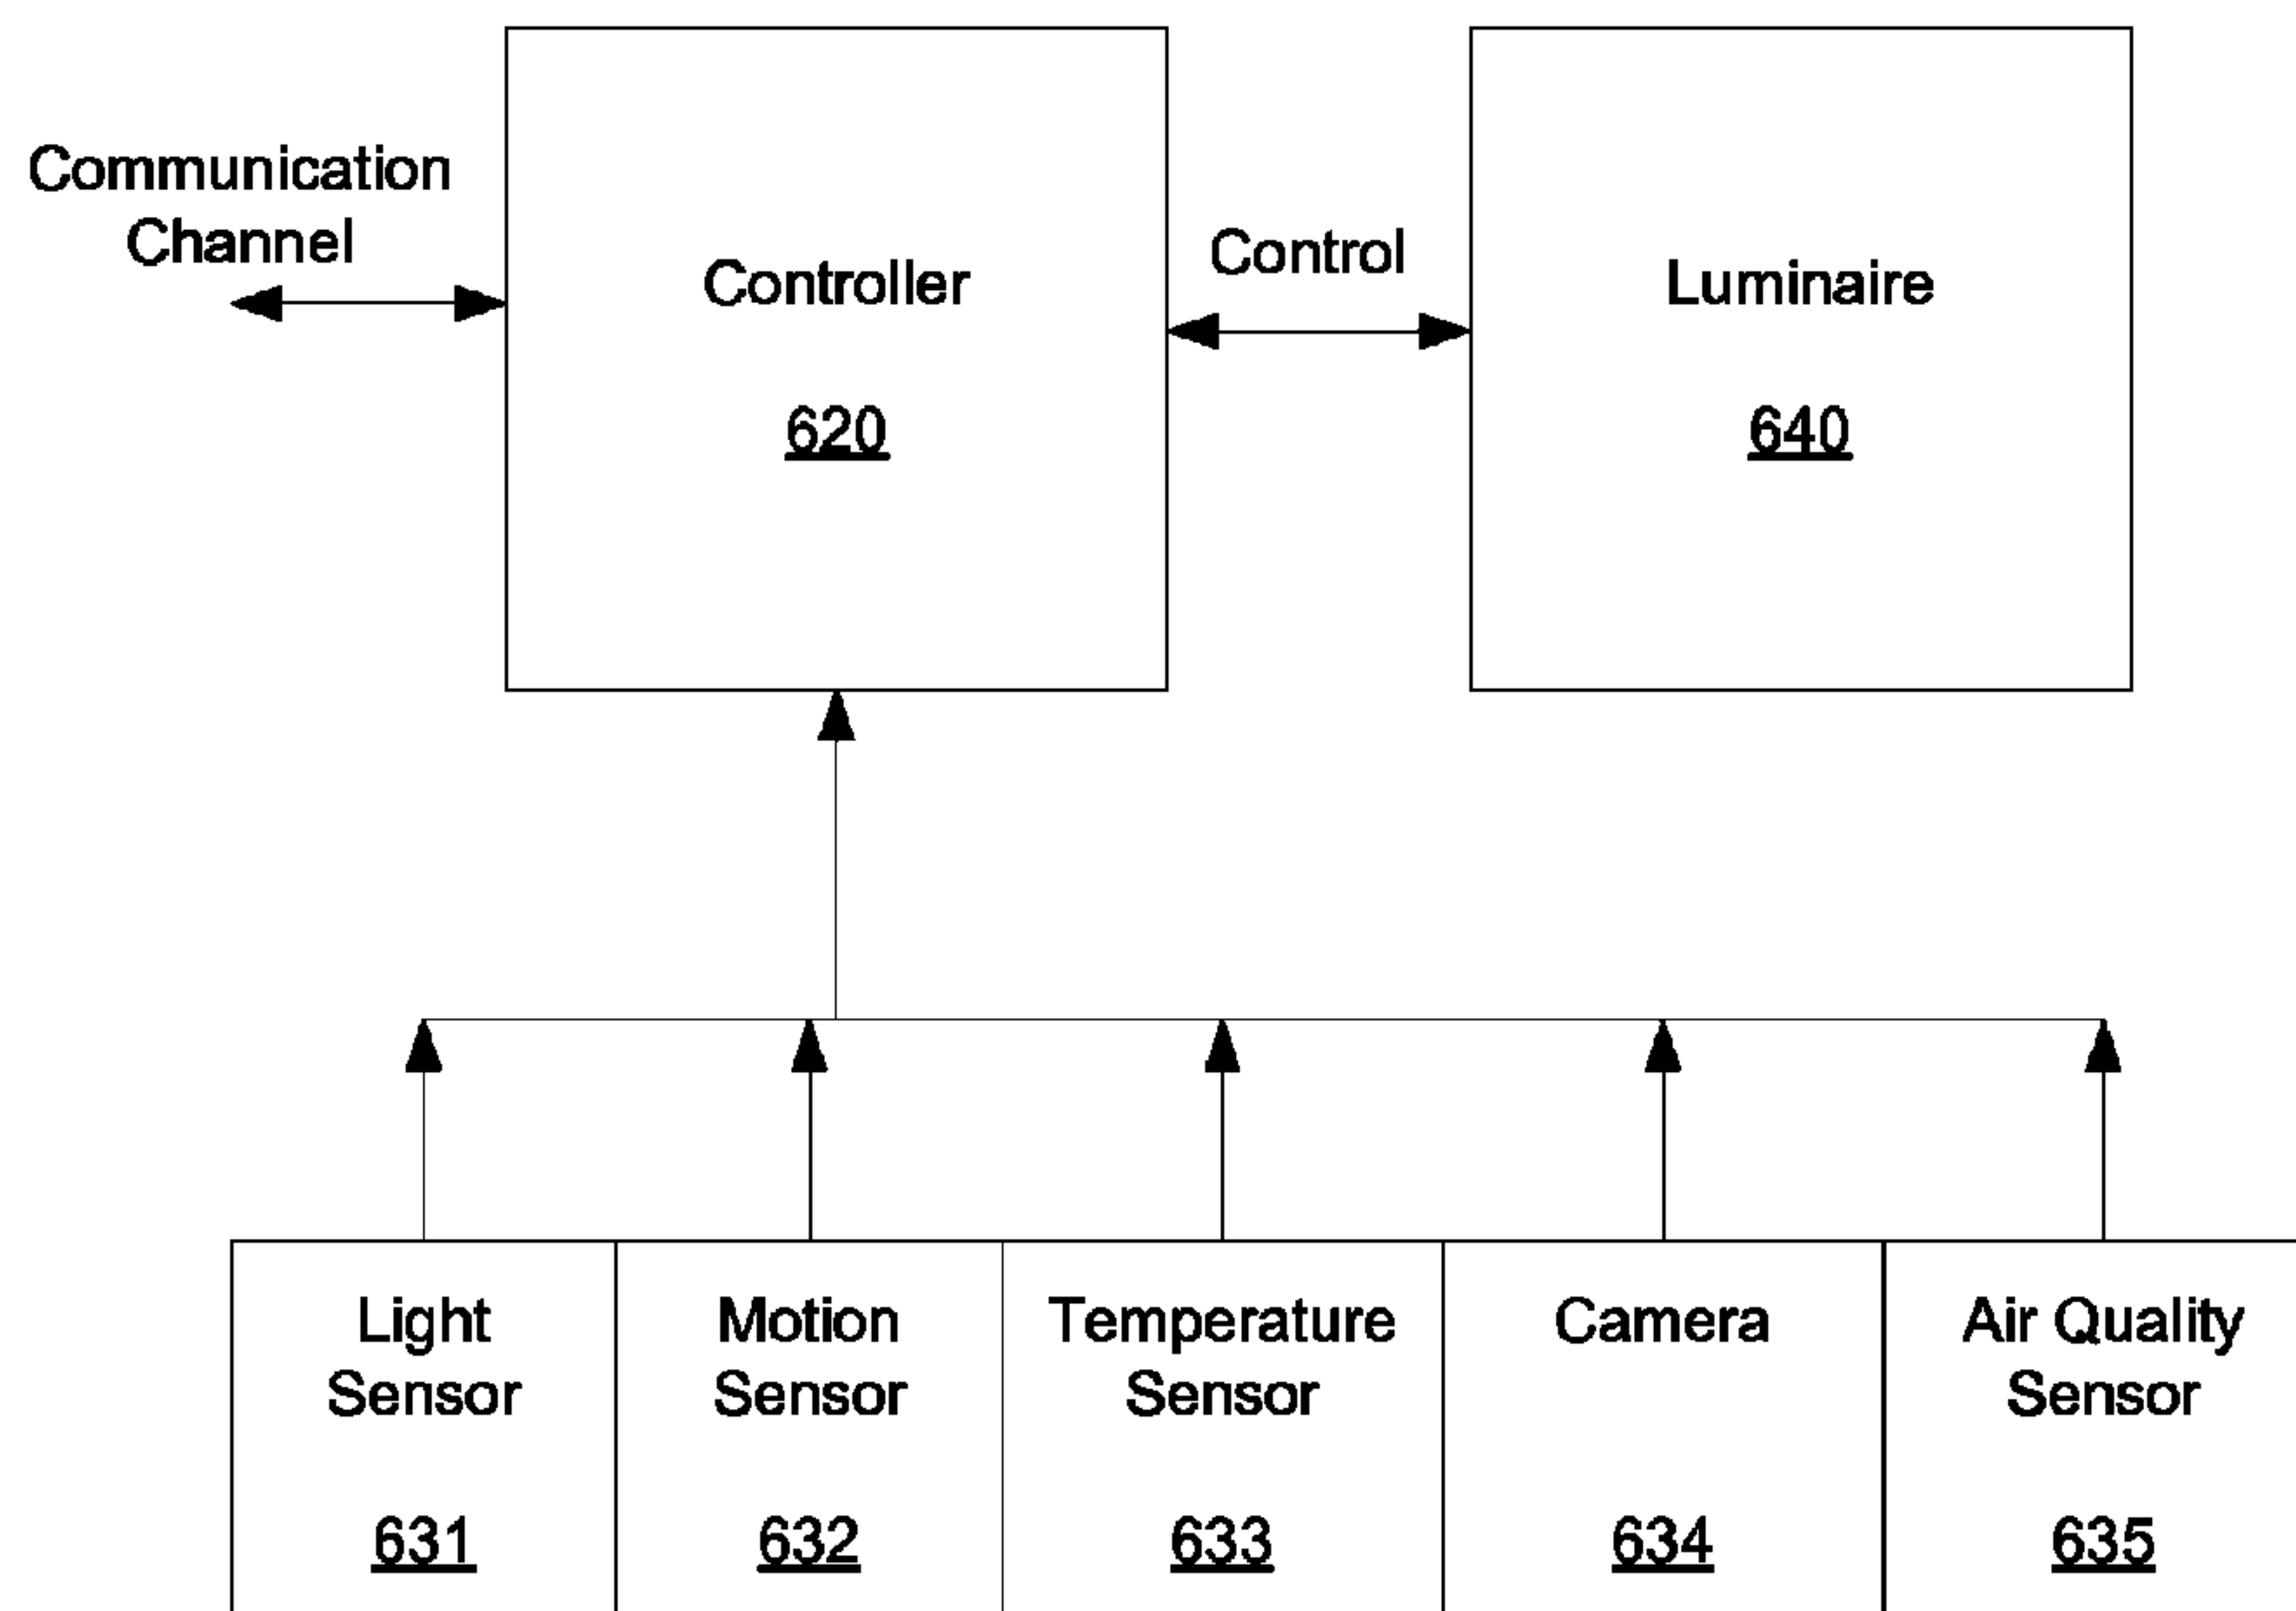 Communication
Channel
Controller
620
Control
Luminaire
640
Light
Sensor
631
Motion
Sensor
632
Temperature
Sensor
633
Camera
634
Air Quality
Sensor
635